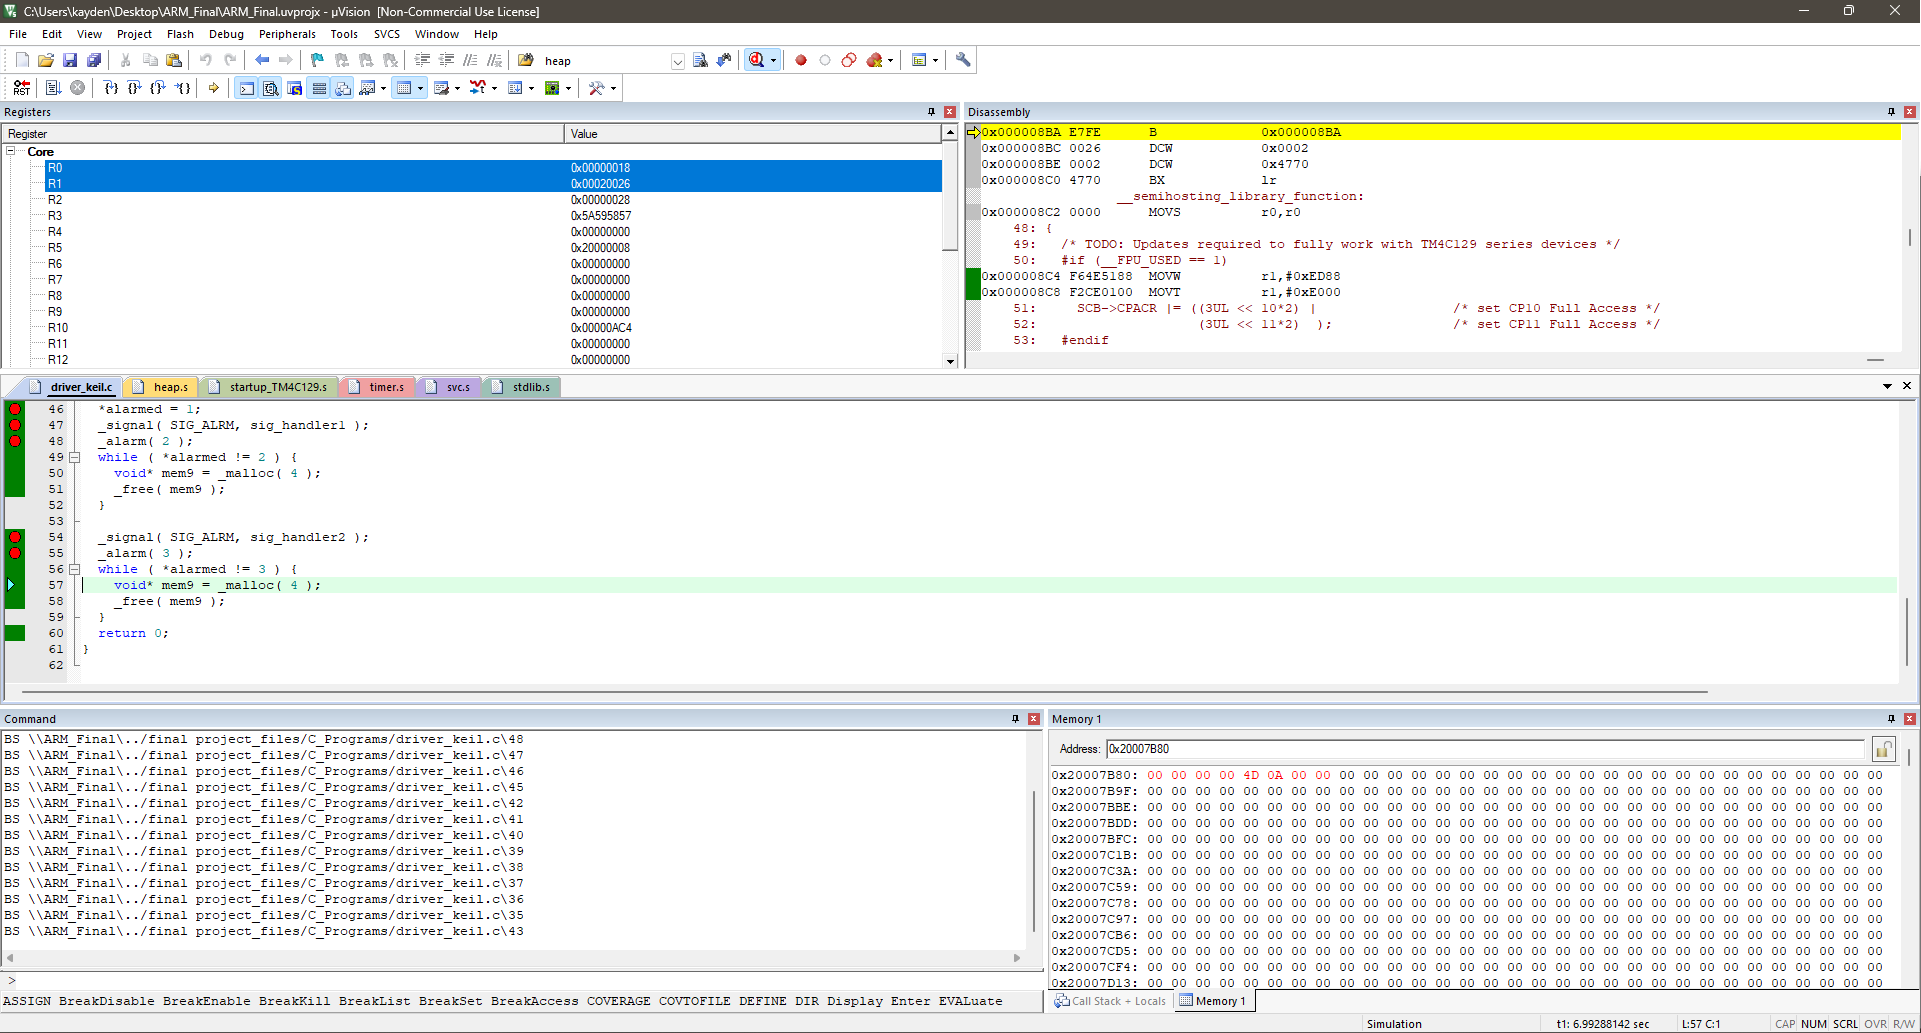 C:\Users\kayden\Desktop\ARM_Final\ARM_Final.uvprojx - µVision  [Non-Commercial Use License]
File Edit View Project Flash Debug Peripherals Tools SVCS Window Help
heap
RST
Registers
Register Value
Core
R0 0x00000018
R1 0x00020026
R2 0x00000028
R3 0x5A595857
R4 0x00000000
R5 0x20000008
R6 0x00000000
R7 0x00000000
R8 0x00000000
R9 0x00000000
R10 0x00000AC4
R11 0x00000000
R12 0x00000000
Disassembly
0x000008BA E7FE      B             0x000008BA
0x000008BC 0026      DCW           0x0002
0x000008BE 0002      DCW           0x4770
0x000008C0 4770      BX            lr
__semihosting_library_function:
0x000008C2 0000      MOVS          r0,r0
48: {
49:   /* TODO: Updates required to fully work with TM4C129 series devices */
50:   #if (__FPU_USED == 1)
0x000008C4 F64E5188  MOVW          r1,#0xED88
0x000008C8 F2CE0100  MOVT          r1,#0xE000
51:     SCB->CPACR |= ((3UL << 10*2) |                 /* set CP10 Full Access */
52:                    (3UL << 11*2)  );               /* set CP11 Full Access */
53:   #endif
driver_keil.c heap.s startup_TM4C129.s timer.s svc.s stdlib.s
46 *alarmed = 1;
47 _signal( SIG_ALRM, sig_handler1 );
48 _alarm( 2 );
49 while ( *alarmed != 2 ) {
50 void* mem9 = _malloc( 4 );
51 _free( mem9 );
52 }
53
54 _signal( SIG_ALRM, sig_handler2 );
55 _alarm( 3 );
56 while ( *alarmed != 3 ) {
57 void* mem9 = _malloc( 4 );
58 _free( mem9 );
59 }
60 return 0;
61 }
62
Command
BS \\ARM_Final\../final project_files/C_Programs/driver_keil.c\48
BS \\ARM_Final\../final project_files/C_Programs/driver_keil.c\47
BS \\ARM_Final\../final project_files/C_Programs/driver_keil.c\46
BS \\ARM_Final\../final project_files/C_Programs/driver_keil.c\45
BS \\ARM_Final\../final project_files/C_Programs/driver_keil.c\42
BS \\ARM_Final\../final project_files/C_Programs/driver_keil.c\41
BS \\ARM_Final\../final project_files/C_Programs/driver_keil.c\40
BS \\ARM_Final\../final project_files/C_Programs/driver_keil.c\39
BS \\ARM_Final\../final project_files/C_Programs/driver_keil.c\38
BS \\ARM_Final\../final project_files/C_Programs/driver_keil.c\37
BS \\ARM_Final\../final project_files/C_Programs/driver_keil.c\36
BS \\ARM_Final\../final project_files/C_Programs/driver_keil.c\35
BS \\ARM_Final\../final project_files/C_Programs/driver_keil.c\43
>
ASSIGN BreakDisable BreakEnable BreakKill BreakList BreakSet BreakAccess COVERAGE COVTOFILE DEFINE DIR Display Enter EVALuate
Memory 1
Address: 0x20007B80
0x20007B80: 00 00 00 00 4D 0A 00 00 00 00 00 00 00 00 00 00 00 00 00 00 00 00 00 00 00 00 00 00 00 00 00
0x20007B9F: 00 00 00 00 00 00 00 00 00 00 00 00 00 00 00 00 00 00 00 00 00 00 00 00 00 00 00 00 00 00 00
0x20007BBE: 00 00 00 00 00 00 00 00 00 00 00 00 00 00 00 00 00 00 00 00 00 00 00 00 00 00 00 00 00 00 00
0x20007BDD: 00 00 00 00 00 00 00 00 00 00 00 00 00 00 00 00 00 00 00 00 00 00 00 00 00 00 00 00 00 00 00
0x20007BFC: 00 00 00 00 00 00 00 00 00 00 00 00 00 00 00 00 00 00 00 00 00 00 00 00 00 00 00 00 00 00 00
0x20007C1B: 00 00 00 00 00 00 00 00 00 00 00 00 00 00 00 00 00 00 00 00 00 00 00 00 00 00 00 00 00 00 00
0x20007C3A: 00 00 00 00 00 00 00 00 00 00 00 00 00 00 00 00 00 00 00 00 00 00 00 00 00 00 00 00 00 00 00
0x20007C59: 00 00 00 00 00 00 00 00 00 00 00 00 00 00 00 00 00 00 00 00 00 00 00 00 00 00 00 00 00 00 00
0x20007C78: 00 00 00 00 00 00 00 00 00 00 00 00 00 00 00 00 00 00 00 00 00 00 00 00 00 00 00 00 00 00 00
0x20007C97: 00 00 00 00 00 00 00 00 00 00 00 00 00 00 00 00 00 00 00 00 00 00 00 00 00 00 00 00 00 00 00
0x20007CB6: 00 00 00 00 00 00 00 00 00 00 00 00 00 00 00 00 00 00 00 00 00 00 00 00 00 00 00 00 00 00 00
0x20007CD5: 00 00 00 00 00 00 00 00 00 00 00 00 00 00 00 00 00 00 00 00 00 00 00 00 00 00 00 00 00 00 00
0x20007CF4: 00 00 00 00 00 00 00 00 00 00 00 00 00 00 00 00 00 00 00 00 00 00 00 00 00 00 00 00 00 00 00
0x20007D13: 00 00 00 00 00 00 00 00 00 00 00 00 00 00 00 00 00 00 00 00 00 00 00 00 00 00 00 00 00 00 00
Call Stack + Locals Memory 1
Simulation t1: 6.99288142 sec L:57 C:1 CAP NUM SCRL OVR R/W